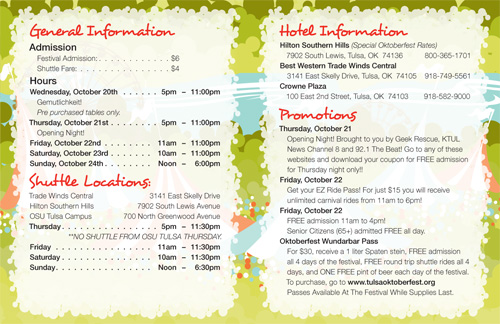 General Information
Admission
Festival Admission: . . . . . . . . . . . . . $6
Shuttle Fare: . . . . . . . . . . . . . . . . . $4
Hours
Wednesday, October 20th . . . . . . . . 5pm – 11:00pm
Gemutlichkeit!
Pre purchased tables only.
Thursday, October 21st . . . . . . . . . 5pm – 11:00pm
Opening Night!
Friday, October 22nd . . . . . . . . . . 11am – 11:00pm
Saturday, October 23rd . . . . . . . . 10am – 11:00pm
Sunday, October 24th . . . . . . . . . . Noon – 6:00pm
Shuttle Locations:
Trade Winds Central 3141 East Skelly Drive
Hilton Southern Hills 7902 South Lewis Avenue
OSU Tulsa Campus 700 North Greenwood Avenue
Thursday . . . . . . . . . . . . . . . . . . 5pm – 11:30pm
**NO SHUTTLE FROM OSU TULSA THURSDAY
Friday . . . . . . . . . . . . . . . . . . . 11am – 11:30pm
Saturday . . . . . . . . . . . . . . . . . 10am – 11:30pm
Sunday. . . . . . . . . . . . . . . . . . . Noon – 6:30pm
Hotel Information
Hilton Southern Hills (Special Oktoberfest Rates)
7902 South Lewis, Tulsa, OK 74136 800-365-1701
Best Western Trade Winds Central
3141 East Skelly Drive, Tulsa, OK 74105 918-749-5561
Crowne Plaza
100 East 2nd Street, Tulsa, OK 74103 918-582-9000
Promotions
Thursday, October 21
Opening Night! Brought to you by Geek Rescue, KTUL
News Channel 8 and 92.1 The Beat! Go to any of these
websites and download your coupon for FREE admission
for Thursday night only!!
Friday, October 22
Get your EZ Ride Pass! For just $15 you will receive
unlimited carnival rides from 11am to 6pm!
Friday, October 22
FREE admission 11am to 4pm!
Senior Citizens (65+) admitted FREE all day.
Oktoberfest Wundarbar Pass
For $30, receive a 1 liter Spaten stein, FREE admission
all 4 days of the festival, FREE round trip shuttle rides all 4
days, and ONE FREE pint of beer each day of the festival.
To purchase, go to www.tulsaoktoberfest.org
Passes Available At The Festival While Supplies Last.